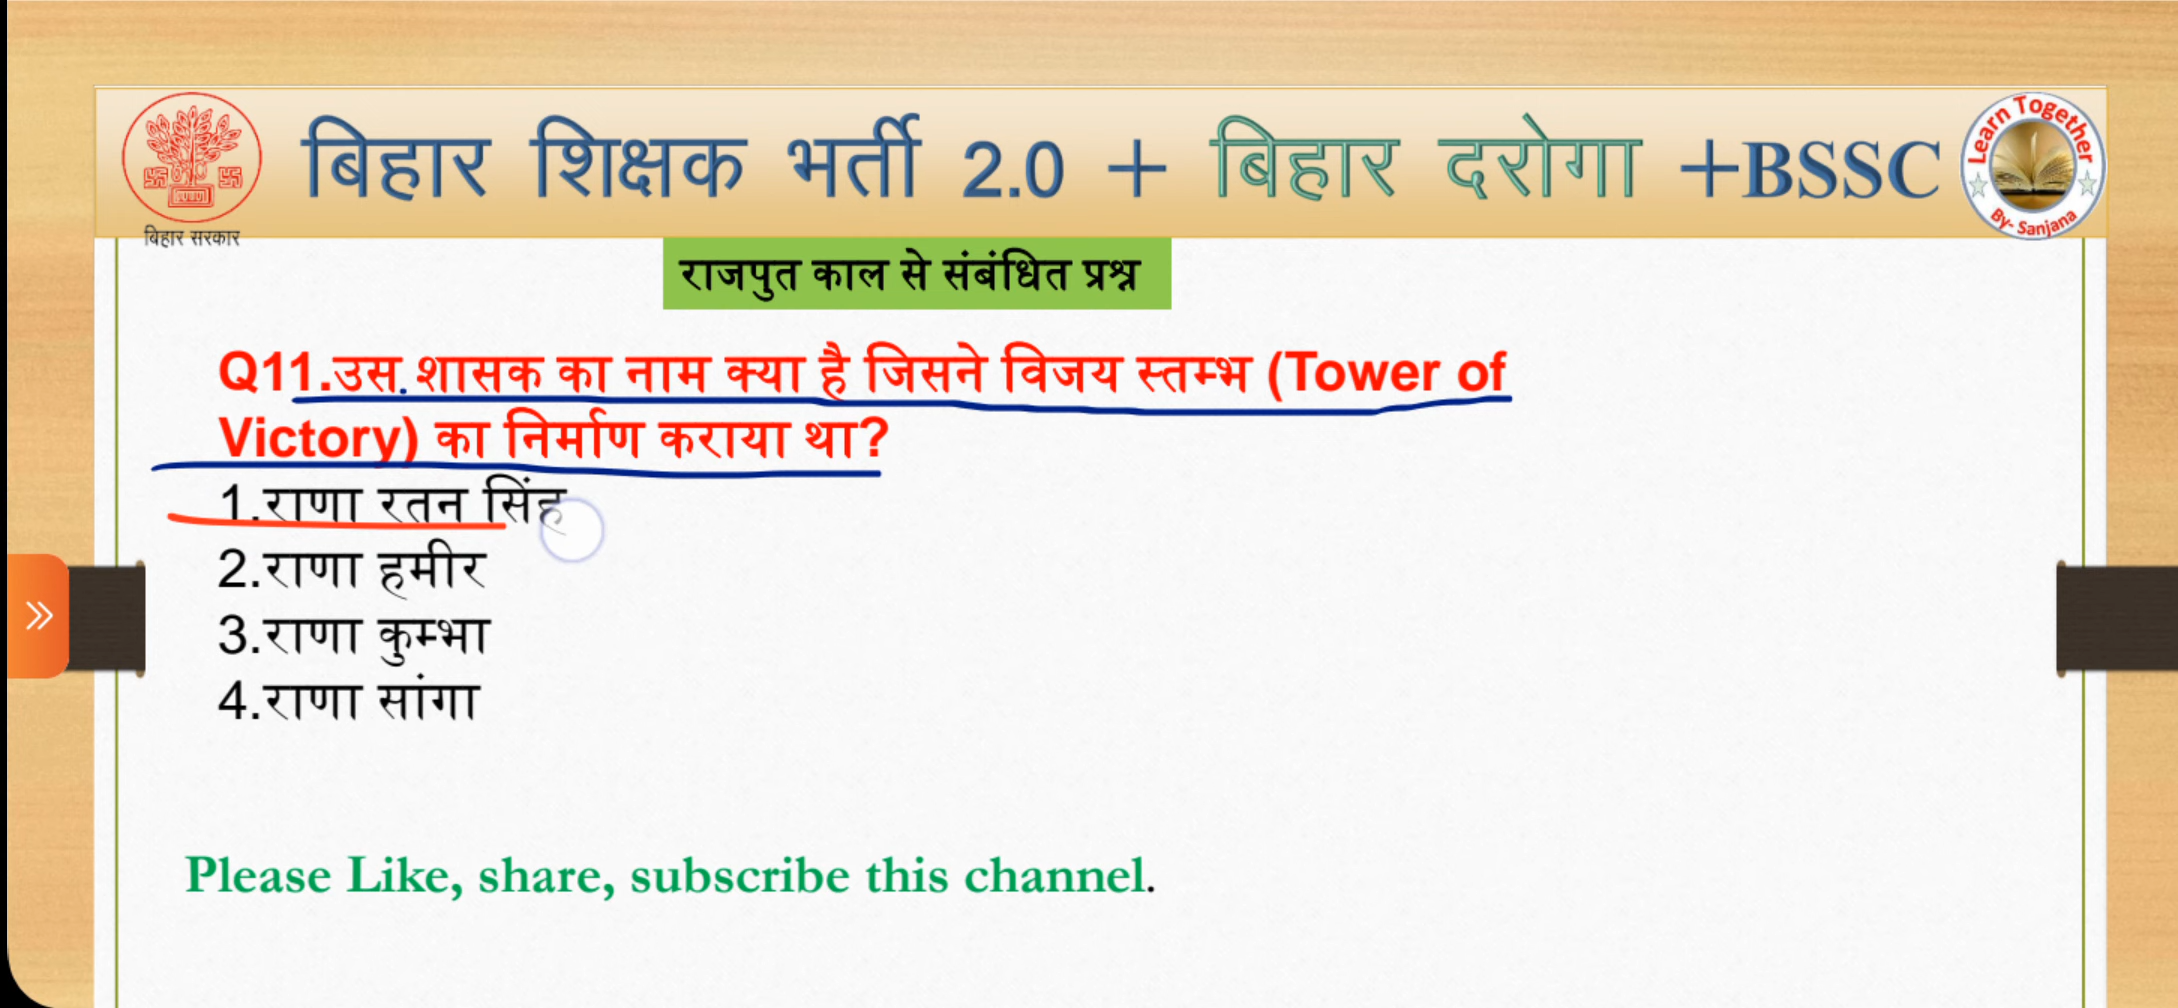 बिहार शिक्षक भर्ती 2.0 + बिहार दरोगा +BSSC
Learn Together
By- Sanjana
बिहार सरकार
राजपुत काल से संबंधित प्रश्न
Q11.उस शासक का नाम क्या है जिसने विजय स्तम्भ (Tower of
Victory) का निर्माण कराया था?
1.राणा रतन सिंह
2.राणा हमीर
3.राणा कुम्भा
4.राणा सांगा
Please Like, share, subscribe this channel.